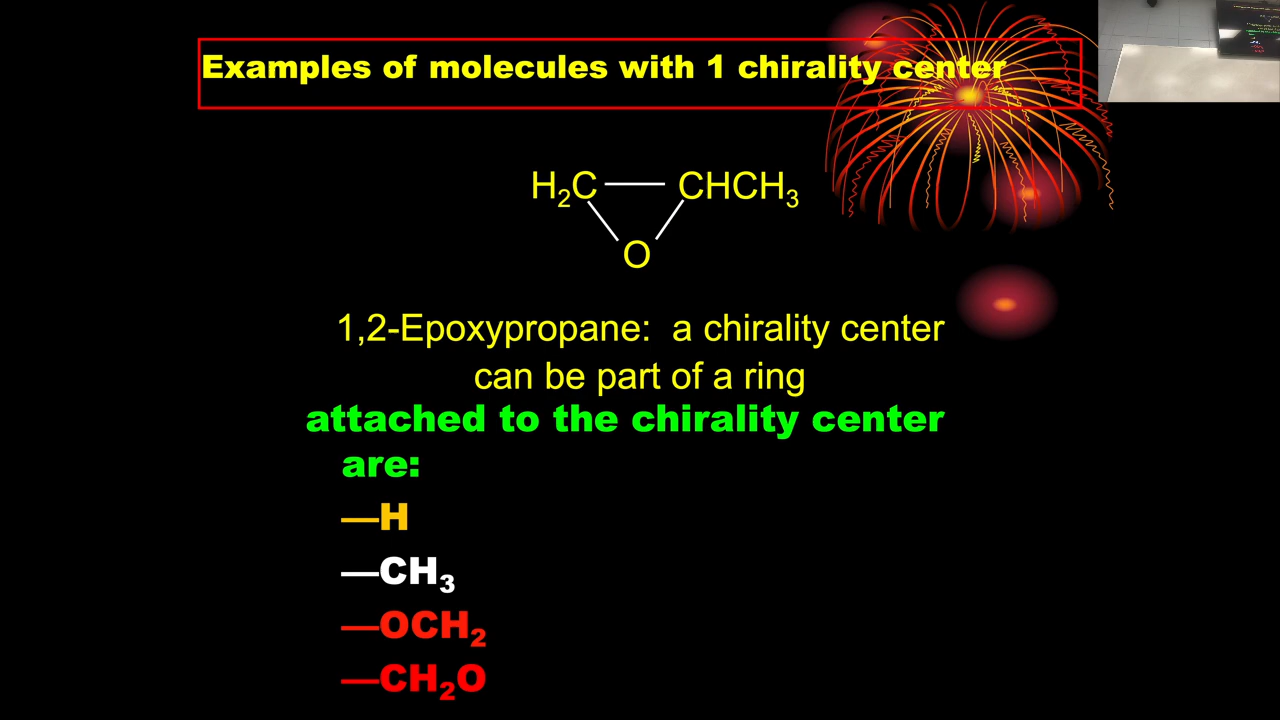 Examples of molecules with 1 chirality center
H₂C CHCH₃
O
1,2-Epoxypropane: a chirality center
can be part of a ring
attached to the chirality center
are:
—H
—CH₃
—OCH₂
—CH₂O